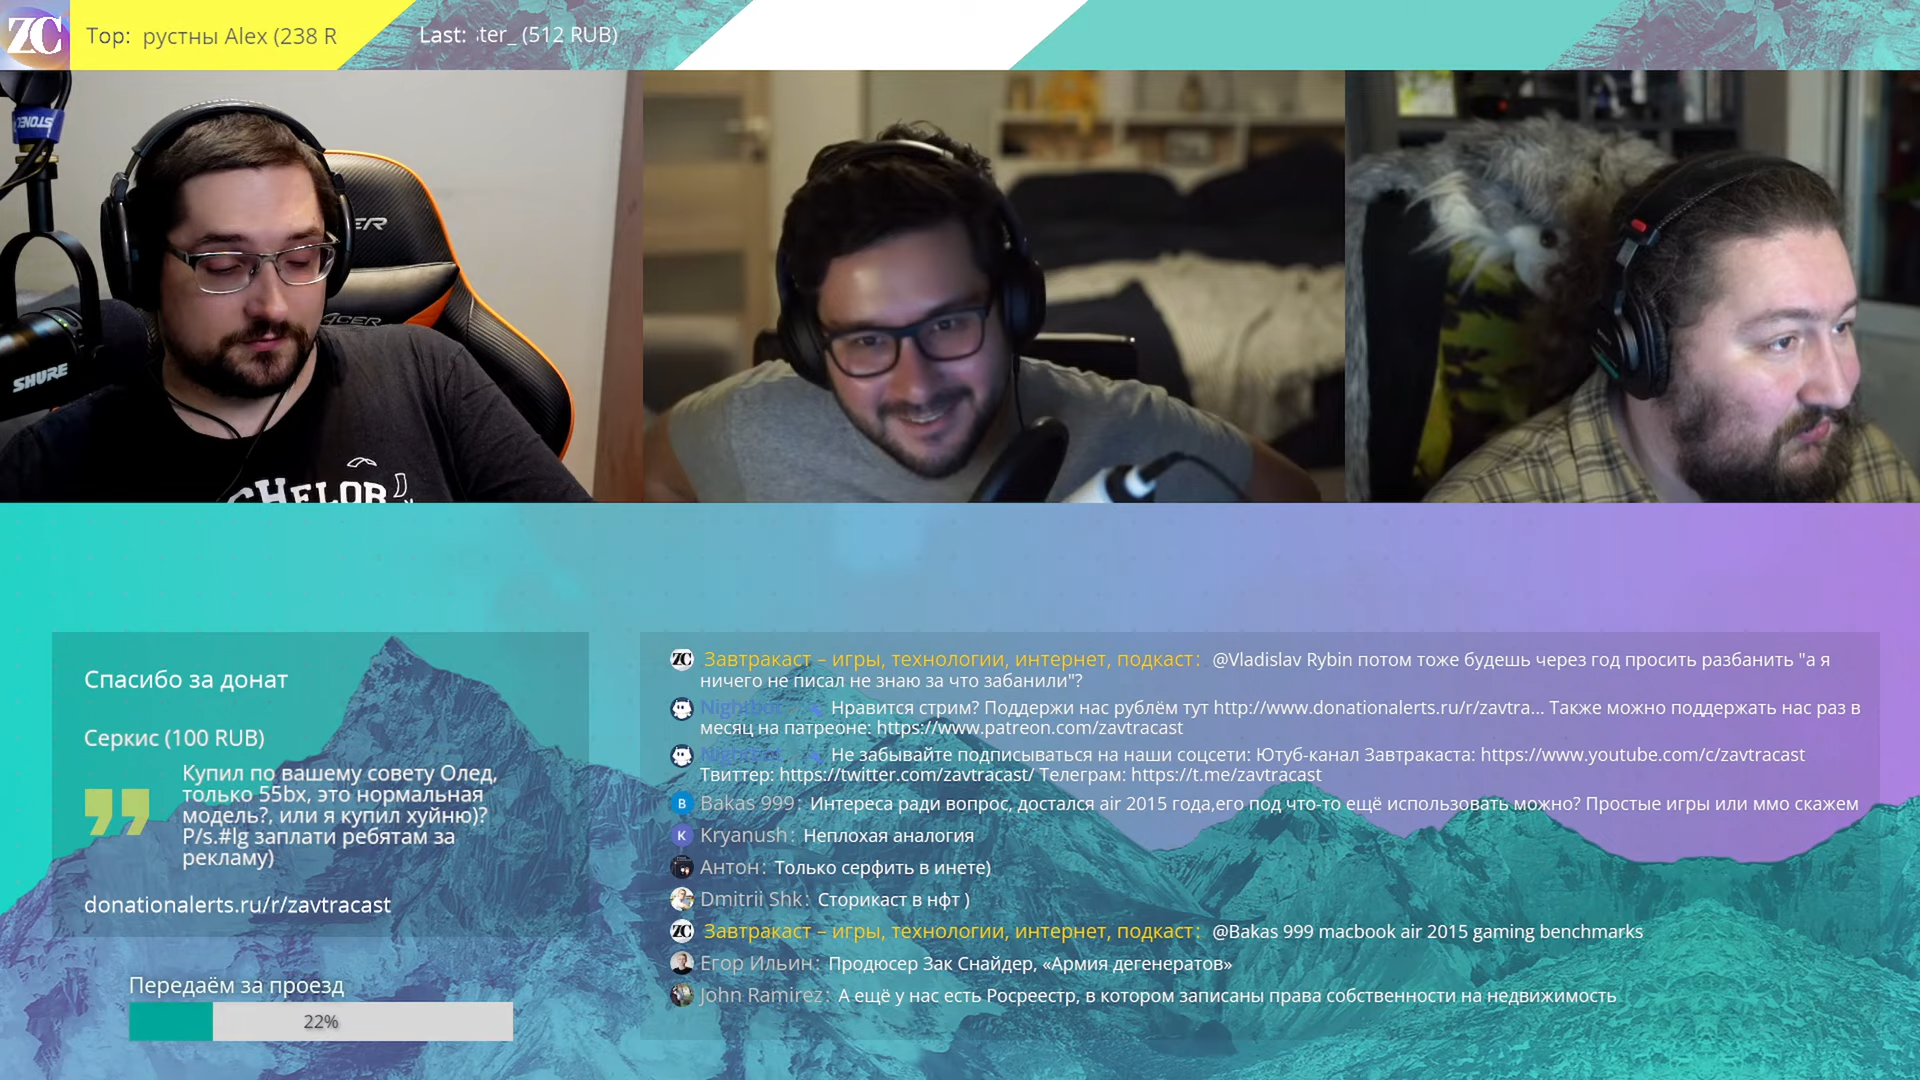 ZC
Top: рустны Alex (238 R
Last: ter_ (512 RUB)
SHURE
ACER
CHELOR
Спасибо за донат
Серкис (100 RUB)
Купил по вашему совету Олед,
только 55bx, это нормальная
модель?, или я купил хуйню)?
P/s.#lg заплати ребятам за
рекламу)
donationalerts.ru/r/zavtracast
Передаём за проезд
22%
ZC Завтракаст – игры, технологии, интернет, подкаст: @Vladislav Rybin потом тоже будешь через год просить разбанить "а я
ничего не писал не знаю за что забанили"?
Nightbot Нравится стрим? Поддержи нас рублём тут http://www.donationalerts.ru/r/zavtra... Также можно поддержать нас раз в
месяц на патреоне: https://www.patreon.com/zavtracast
Nightbot Не забывайте подписываться на наши соцсети: Ютуб-канал Завтракаста: https://www.youtube.com/c/zavtracast
Твиттер: https://twitter.com/zavtracast/ Телеграм: https://t.me/zavtracast
B Bakas 999: Интереса ради вопрос, достался air 2015 года,его под что-то ещё использовать можно? Простые игры или ммо скажем
K Kryanush: Неплохая аналогия
Антон: Только серфить в инете)
Dmitrii Shk: Сторикаст в нфт )
ZC Завтракаст – игры, технологии, интернет, подкаст: @Bakas 999 macbook air 2015 gaming benchmarks
Егор Ильин: Продюсер Зак Снайдер, «Армия дегенератов»
John Ramirez: А ещё у нас есть Росреестр, в котором записаны права собственности на недвижимость